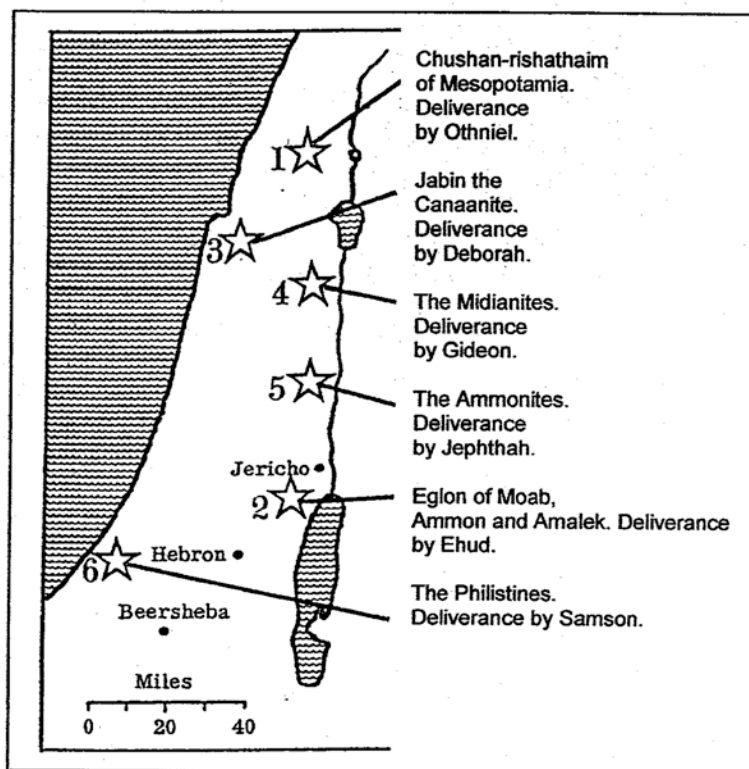 Chushan-rishathaim
of Mesopotamia.
Deliverance
by Othniel.
1
Jabin the
Canaanite.
Deliverance
by Deborah.
3
4
The Midianites.
Deliverance
by Gideon.
5
The Ammonites.
Deliverance
by Jephthah.
Jericho
2
Eglon of Moab,
Ammon and Amalek. Deliverance
by Ehud.
Hebron
6
The Philistines.
Deliverance by Samson.
Beersheba
Miles
0 20 40